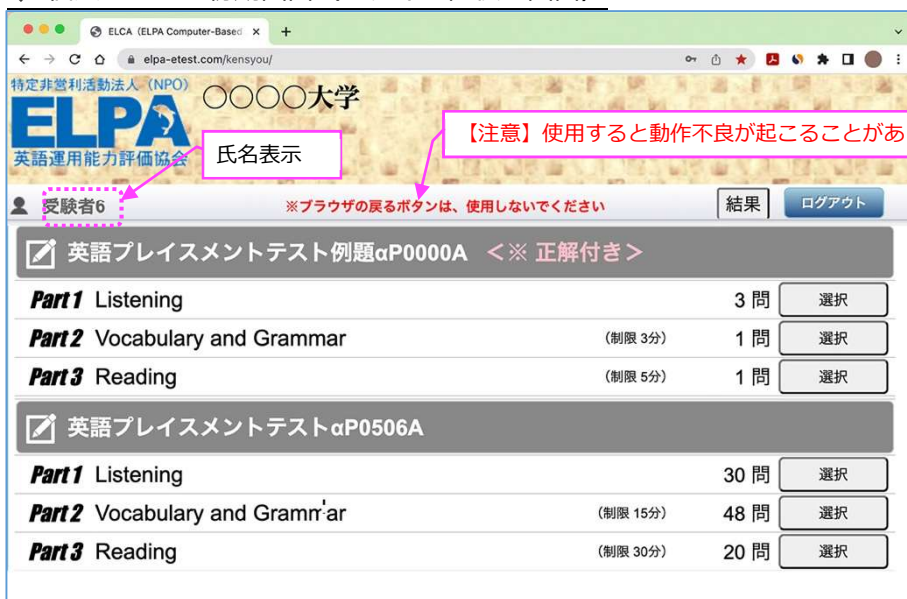 ELCA (ELPA Computer-Based
elpa-etest.com/kensyou/
特定非営利活動法人 (NPO)
ELPA
英語運用能力評価協会
〇〇〇〇大学
氏名表示
【注意】使用すると動作不良が起こることがあ
受験者6
※ブラウザの戻るボタンは、使用しないでください
結果
ログアウト
英語プレイスメントテスト例題αP0000A <※ 正解付き>
Part 1 Listening 3 問 選択
Part 2 Vocabulary and Grammar (制限 3分) 1 問 選択
Part 3 Reading (制限 5分) 1 問 選択
英語プレイスメントテストαP0506A
Part 1 Listening 30 問 選択
Part 2 Vocabulary and Grammar (制限 15分) 48 問 選択
Part 3 Reading (制限 30分) 20 問 選択